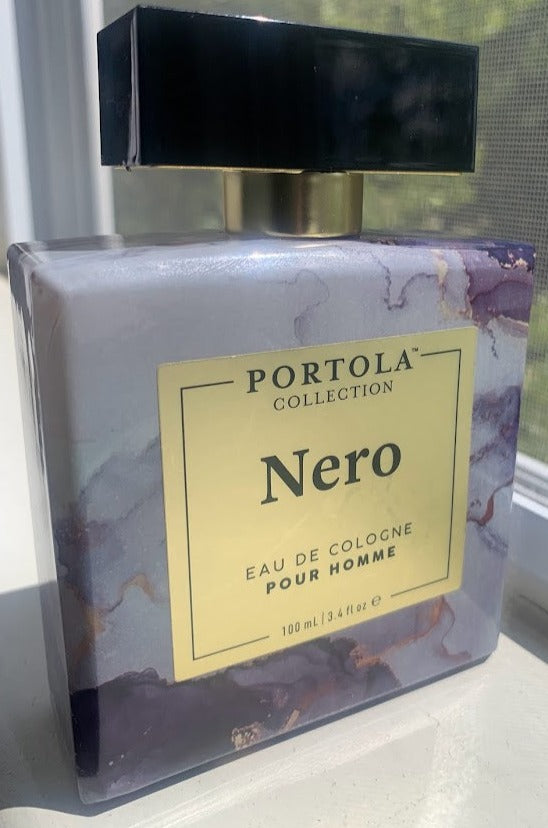 PORTOLA™
COLLECTION
Nero
EAU DE COLOGNE
POUR HOMME
100 mL | 3.4 fl oz ℮